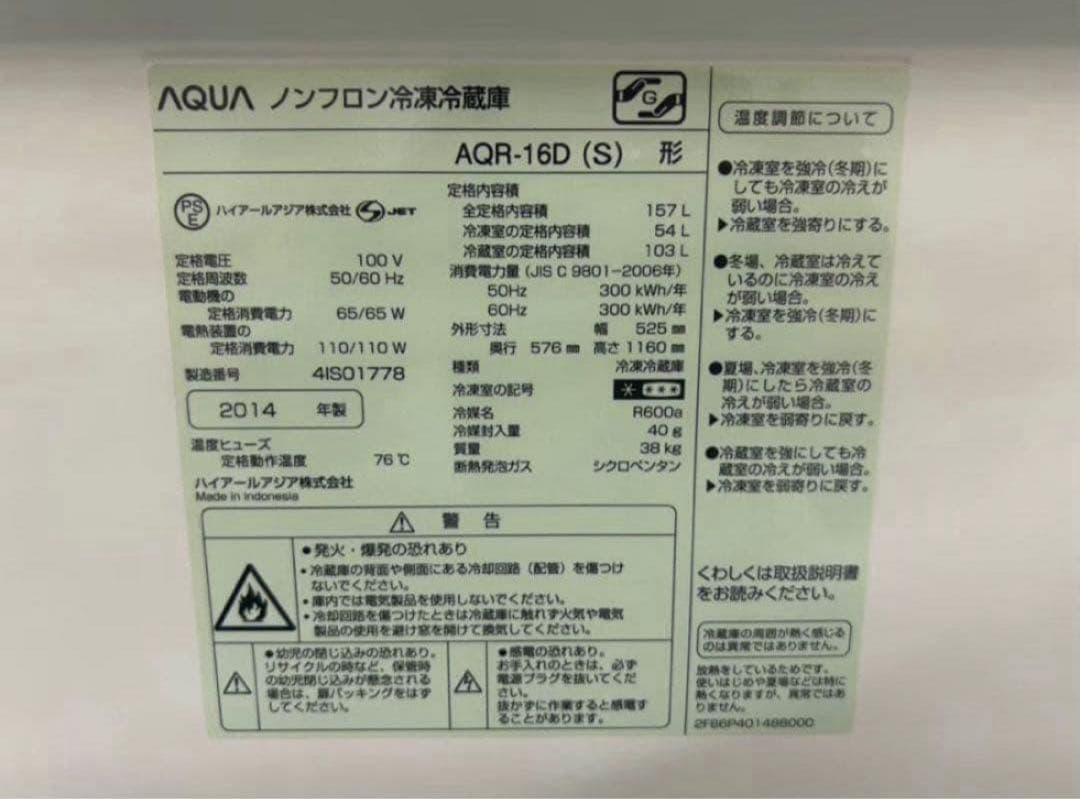 AQUA ノンフロン冷凍冷蔵庫
G
AQR-16D (S) 形
PS
E
ハイアールアジア株式会社 JET
定格電圧 100 V
定格周波数 50/60 Hz
電動機の
定格消費電力 65/65 W
電熱装置の
定格消費電力 110/110 W
製造番号 4IS01778
2014 年製
温度ヒューズ
定格動作温度 76℃
ハイアールアジア株式会社
Made in Indonesia
定格内容積
全定格内容積 157 L
冷凍室の定格内容積 54 L
冷蔵室の定格内容積 103 L
消費電力量 (JIS C 9801-2006年)
50Hz 300 kWh/年
60Hz 300 kWh/年
外形寸法 幅 525 mm
奥行 576 mm 高さ 1160 mm
種類 冷凍冷蔵庫
冷凍室の記号
冷媒名 R600a
冷媒封入量 40 g
質量 38 kg
断熱発泡ガス シクロペンタン
警告
●発火・爆発の恐れあり
・冷蔵庫の背面や側面にある冷却回路（配管）を傷つけ
ないでください。
・庫内では電気製品を使用しないでください。
・冷却回路を傷つけたときは冷蔵庫に触れず火気や電気
製品の使用を避け窓を開けて換気してください。
●幼児の閉じ込みの恐れあり。
リサイクルの時など、保管時
の幼児閉じ込みが懸念される
場合は、扉パッキングをはず
してください。
●感電の恐れあり。
お手入れのときは、必ず
電源プラグを抜いてくだ
さい。
抜かずに作業すると感電す
ることがあります。
温度調節について
●冷凍室を強冷(冬期)に
しても冷凍室の冷えが
弱い場合。
▶冷蔵室を強寄りにする。
●冬場、冷蔵室は冷えて
いるのに冷凍室の冷え
が弱い場合。
▶冷凍室を強冷(冬期)に
する。
●夏場、冷凍室を強冷(冬
期)にしたら冷蔵室の
冷えが弱い場合。
▶冷凍室を弱寄りに戻す。
●冷蔵室を強にしても冷
蔵室の冷えが弱い場合。
▶冷凍室を弱寄りに戻す。
くわしくは取扱説明書
をお読みください。
冷蔵庫の周囲が熱く感じる
のは異常ではありません。
放熱をしているためです。
使いはじめや夏場などは特に
熱くなりますが、異常ではあ
りません。
2FB6P401488000